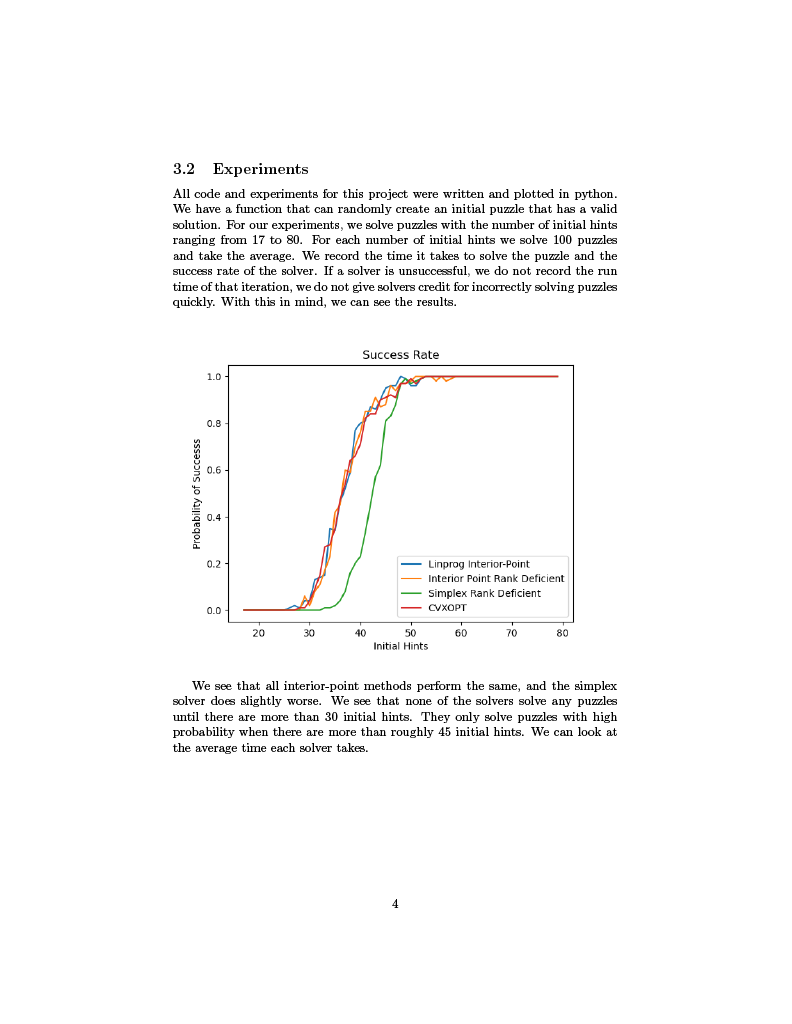 3.2 Experiments
All code and experiments for this project were written and plotted in python.
We have a function that can randomly create an initial puzzle that has a valid
solution. For our experiments, we solve puzzles with the number of initial hints
ranging from 17 to 80. For each number of initial hints we solve 100 puzzles
and take the average. We record the time it takes to solve the puzzle and the
success rate of the solver. If a solver is unsuccessful, we do not record the run
time of that iteration, we do not give solvers credit for incorrectly solving puzzles
quickly. With this in mind, we can see the results.
Success Rate
1.0
0.8
0.6
0.4
0.2
0.0
Probability of Successs
Linprog Interior-Point
Interior Point Rank Deficient
Simplex Rank Deficient
CVXOPT
20 30 40 50 60 70 80
Initial Hints
We see that all interior-point methods perform the same, and the simplex
solver does slightly worse. We see that none of the solvers solve any puzzles
until there are more than 30 initial hints. They only solve puzzles with high
probability when there are more than roughly 45 initial hints. We can look at
the average time each solver takes.
4